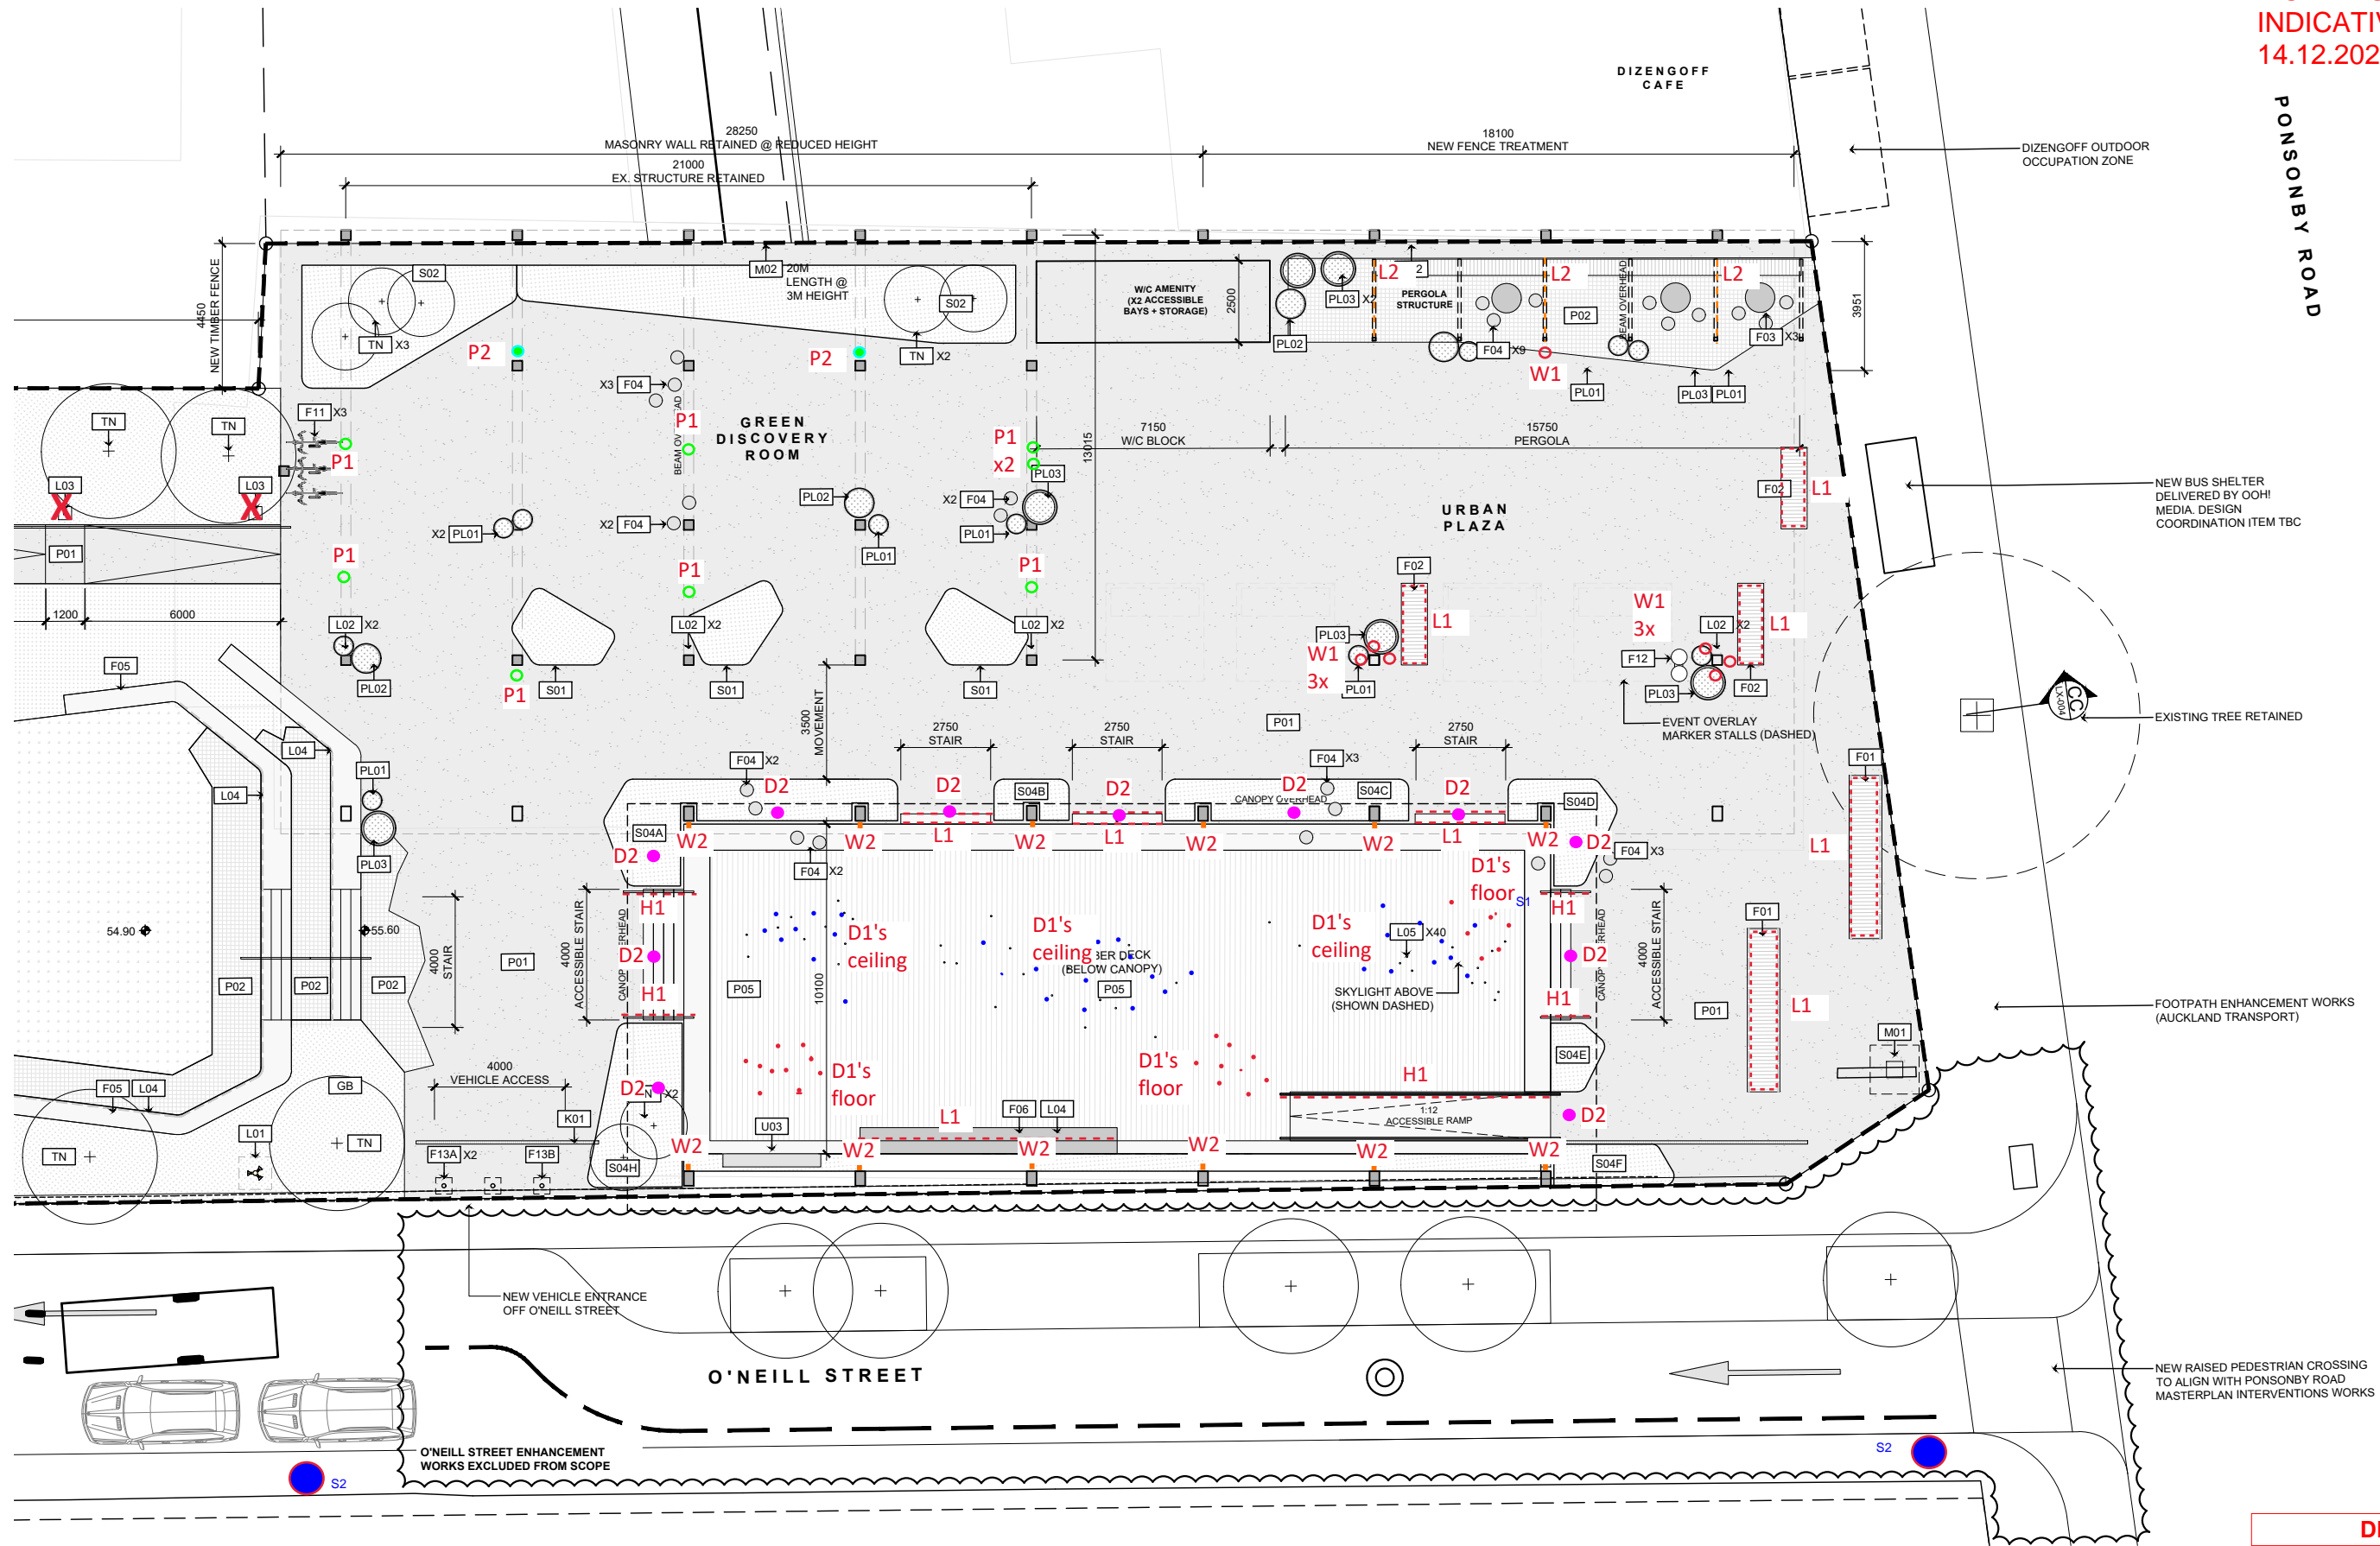 INDICATIV
14.12.202
DIZENGOFF
CAFE
PONSONBY ROAD
28250
MASONRY WALL RETAINED @ REDUCED HEIGHT
18100
NEW FENCE TREATMENT
21000
EX. STRUCTURE RETAINED
DIZENGOFF OUTDOOR
OCCUPATION ZONE
4450
NEW TIMBER FENCE
S02
M02
20M
LENGTH @
3M HEIGHT
S02
W/C AMENITY
(X2 ACCESSIBLE
BAYS + STORAGE)
2500
PL03 X2
L2
2
PERGOLA
STRUCTURE
L2
P02
BEAM OVERHEAD
L2
3951
TN X3
P2
P2
TN X2
PL02
F04 X9
F03 X3
W1
PL01
PL03
PL01
X3 F04
BEAM OV
AD
TN
TN
F11 X3
P1
P1
GREEN
DISCOVERY
ROOM
P1
x2
13015
7150
W/C BLOCK
15750
PERGOLA
L03
X
L03
X
PL02
X2 F04
PL03
F02
L1
NEW BUS SHELTER
DELIVERED BY OOH!
MEDIA. DESIGN
COORDINATION ITEM TBC
URBAN
PLAZA
X2 PL01
X2 F04
PL01
PL01
P01
P1
P1
P1
F02
1200
6000
L02 X2
L02 X2
L02 X2
L1
W1
3x
L02 X2
L1
PL03
W1
3x
PL01
F12
PL03
F02
F05
PL02
P1
S01
S01
S01
3500
MOVEMENT
P01
EVENT OVERLAY
MARKER STALLS (DASHED)
CC
LX-004
EXISTING TREE RETAINED
2750
STAIR
2750
STAIR
2750
STAIR
L04
PL01
L04
F04 X2
F04 X3
F01
D2
D2
S04B
D2
D2
S04C
D2
S04D
CANOPY OVERHEAD
PL03
S04A
W2
W2
L1
W2
L1
W2
W2
L1
W2
D2
L1
D2
F04 X2
F04 X3
D1's
floor
S1
H1
D1's
ceiling
D1's
ceiling
D1's
ceiling
L05 X40
H1
F01
54.90
55.60
4000
STAIR
P01
4000
ACCESSIBLE STAIR
D2
BER DECK
(BELOW CANOPY)
D2
4000
ACCESSIBLE STAIR
P02
P02
P02
H1
P05
10100
P05
SKYLIGHT ABOVE
(SHOWN DASHED)
H1
P01
L1
FOOTPATH ENHANCEMENT WORKS
(AUCKLAND TRANSPORT)
M01
S04E
4000
VEHICLE ACCESS
D1's
floor
D1's
floor
H1
F05
L04
GB
D2
X2
K01
L1
F06
L04
1:12
ACCESSIBLE RAMP
D2
U03
L01
TN
TN
F13A X2
F13B
S04H
W2
W2
W2
W2
W2
W2
S04F
NEW VEHICLE ENTRANCE
OFF O'NEILL STREET
O'NEILL STREET
NEW RAISED PEDESTRIAN CROSSING
TO ALIGN WITH PONSONBY ROAD
MASTERPLAN INTERVENTIONS WORKS
O'NEILL STREET ENHANCEMENT
WORKS EXCLUDED FROM SCOPE
S2
S2